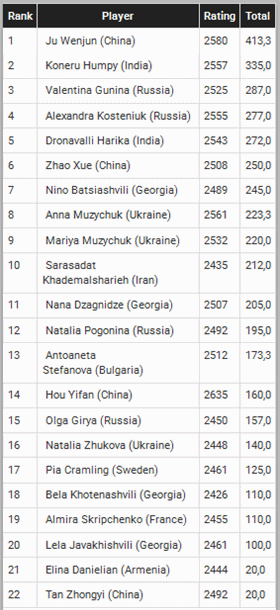 Rank Player Rating Total
1 Ju Wenjun (China) 2580 413,3
2 Koneru Humpy (India) 2557 335,0
3 Valentina Gunina (Russia) 2525 287,0
4 Alexandra Kosteniuk (Russia) 2555 277,0
5 Dronavalli Harika (India) 2543 272,0
6 Zhao Xue (China) 2508 250,0
7 Nino Batsiashvili (Georgia) 2489 245,0
8 Anna Muzychuk (Ukraine) 2561 223,3
9 Mariya Muzychuk (Ukraine) 2532 220,0
10 Sarasadat 2435 212,0
Khademalsharieh (Iran)
11 Nana Dzagnidze (Georgia) 2507 205,0
12 Natalia Pogonina (Russia) 2492 195,0
13 Antoaneta 2512 173,3
Stefanova (Bulgaria)
14 Hou Yifan (China) 2635 160,0
15 Olga Girya (Russia) 2450 157,0
16 Natalia Zhukova (Ukraine) 2448 140,0
17 Pia Cramling (Sweden) 2461 125,0
18 Bela Khotenashvili (Georgia) 2426 110,0
19 Almira Skripchenko (France) 2455 110,0
20 Lela Javakhishvili (Georgia) 2461 100,0
21 Elina Danielian (Armenia) 2444 20,0
22 Tan Zhongyi (China) 2492 20,0